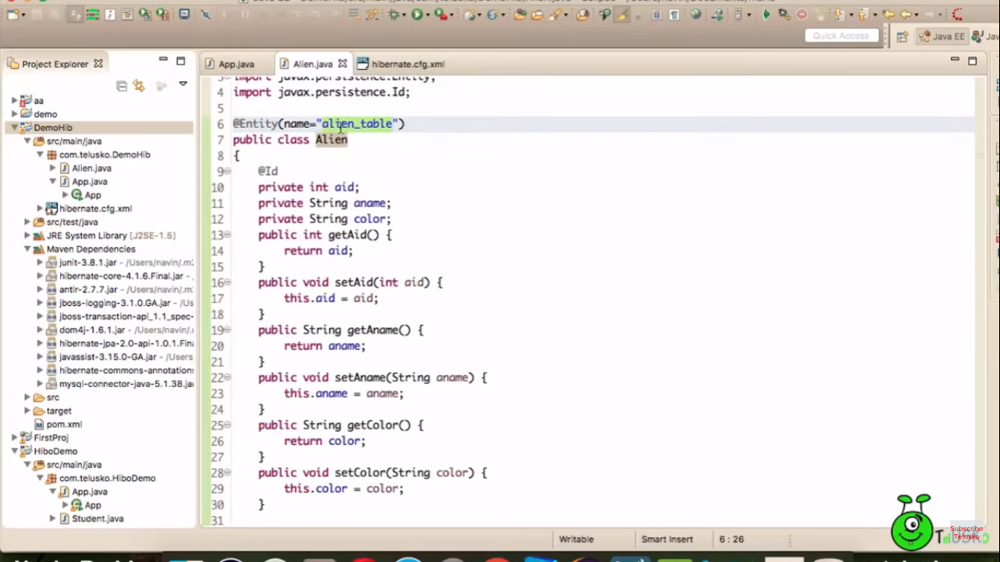 Quick Access
Java EE
Project Explorer
App.java
Alien.java
hibernate.cfg.xml
aa
demo
DemoHib
src/main/java
com.telusko.DemoHib
Alien.java
App.java
App
hibernate.cfg.xml
src/test/java
JRE System Library [J2SE-1.5]
Maven Dependencies
junit-3.8.1.jar - /Users/navin/.m2
hibernate-core-4.1.6.Final.jar -
antlr-2.7.7.jar - /Users/navin/.m
jboss-logging-3.1.0.GA.jar - /Us
jboss-transaction-api_1.1_spec-
dom4j-1.6.1.jar - /Users/navin/.m
hibernate-jpa-2.0-api-1.0.1.Fina
javassist-3.15.0-GA.jar - /Users
hibernate-commons-annotations
mysql-connector-java-5.1.38.ja
src
target
pom.xml
FirstProj
HiboDemo
src/main/java
com.telusko.HiboDemo
App.java
App
Student.java
3 import javax.persistence.Entity;
4 import javax.persistence.Id;
5
6 @Entity(name="alien_table")
7 public class Alien
8 {
9 @Id
10 private int aid;
11 private String aname;
12 private String color;
13 public int getAid() {
14 return aid;
15 }
16 public void setAid(int aid) {
17 this.aid = aid;
18 }
19 public String getAname() {
20 return aname;
21 }
22 public void setAname(String aname) {
23 this.aname = aname;
24 }
25 public String getColor() {
26 return color;
27 }
28 public void setColor(String color) {
29 this.color = color;
30 }
31
Writable
Smart Insert
6 : 26
Subscribe
Telusko